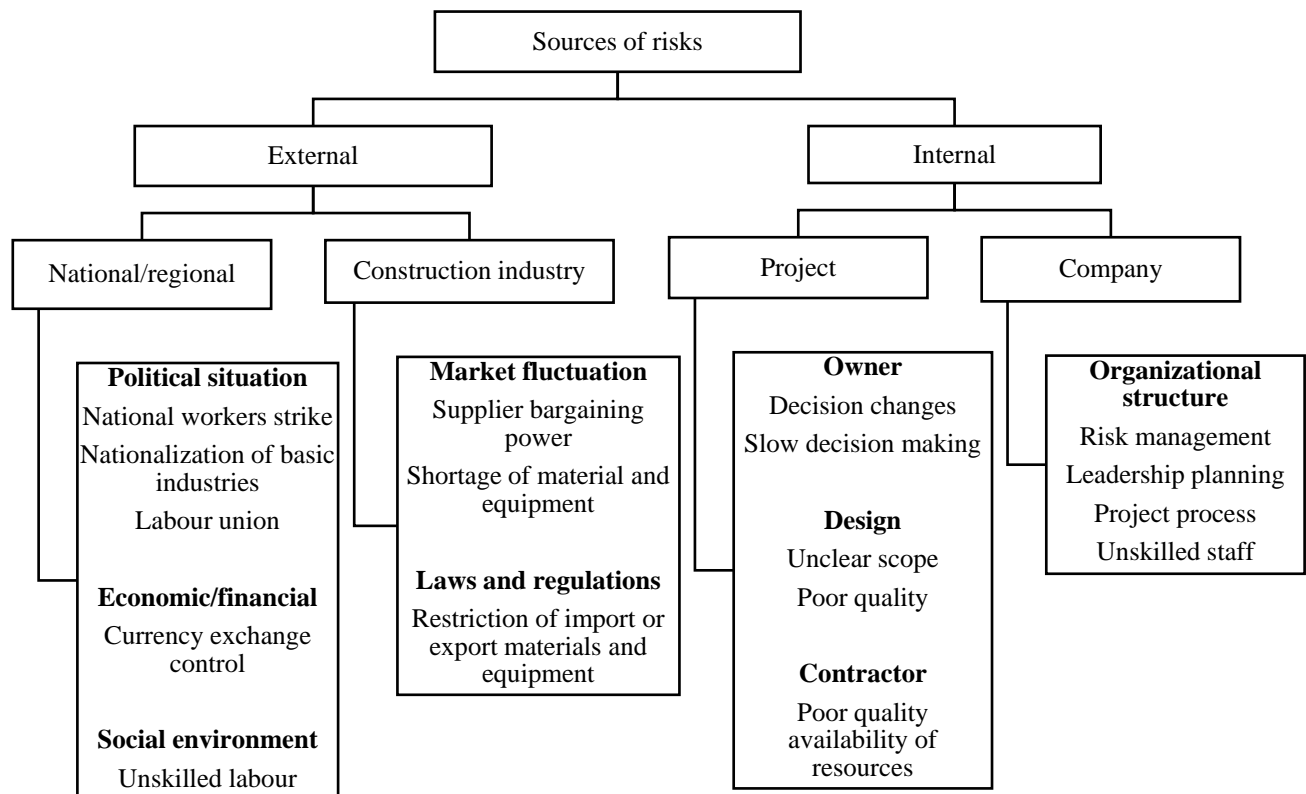 Sources of risks
External
Internal
National/regional
Construction industry
Project
Company
Political situation
National workers strike
Nationalization of basic
industries
Labour union
Economic/financial
Currency exchange
control
Social environment
Unskilled labour
Market fluctuation
Supplier bargaining
power
Shortage of material and
equipment
Laws and regulations
Restriction of import or
export materials and
equipment
Owner
Decision changes
Slow decision making
Design
Unclear scope
Poor quality
Contractor
Poor quality
availability of
resources
Organizational
structure
Risk management
Leadership planning
Project process
Unskilled staff